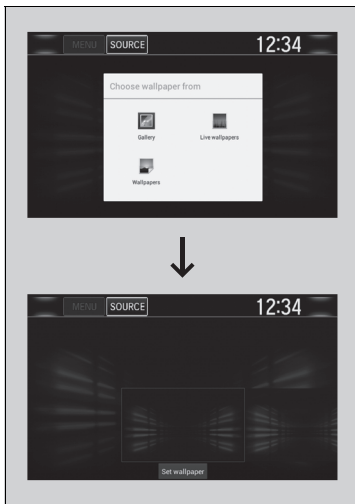 MENU SOURCE 12:34
Choose wallpaper from
Gallery Live wallpapers
Wallpapers
MENU SOURCE 12:34
Set wallpaper